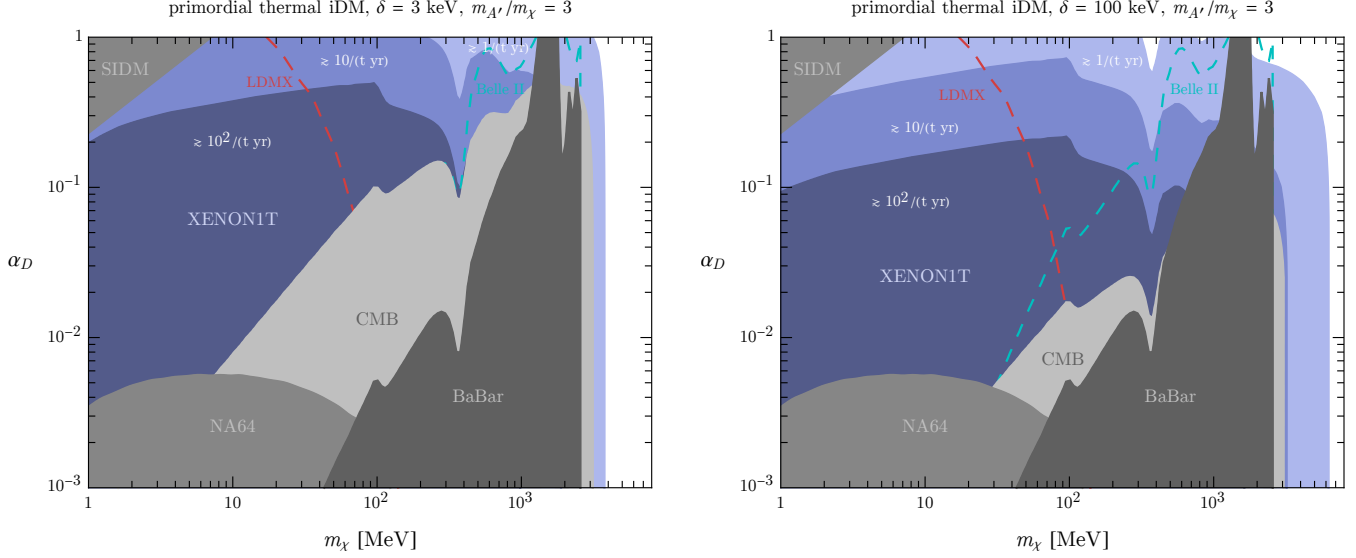 primordial thermal iDM, δ = 3 keV, m_A′/m_χ = 3
1
SIDM
≳ 1/(t yr)
≳ 10/(t yr)
LDMX
Belle II
≳ 10²/(t yr)
10⁻¹
XENON1T
α_D
CMB
10⁻²
BaBar
NA64
10⁻³
1
10
10²
10³
m_χ [MeV]
primordial thermal iDM, δ = 100 keV, m_A′/m_χ = 3
1
SIDM
≳ 1/(t yr)
LDMX
Belle II
≳ 10/(t yr)
10⁻¹
≳ 10²/(t yr)
XENON1T
α_D
10⁻²
CMB
BaBar
NA64
10⁻³
1
10
10²
10³
m_χ [MeV]